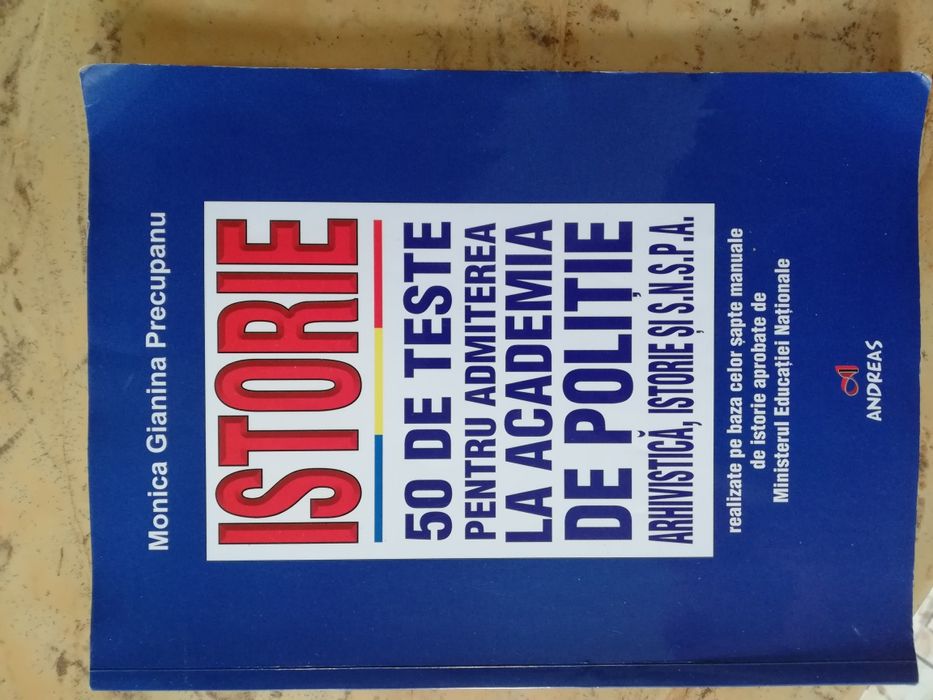 Monica Gianina Precupanu
ISTORIE
50 DE TESTE
PENTRU ADMITEREA
LA ACADEMIA
DE POLIȚIE
ARHIVISTICĂ, ISTORIE ȘI S.N.S.P.A.
realizate pe baza celor șapte manuale
de istorie aprobate de
Ministerul Educației Naționale
ANDREAS